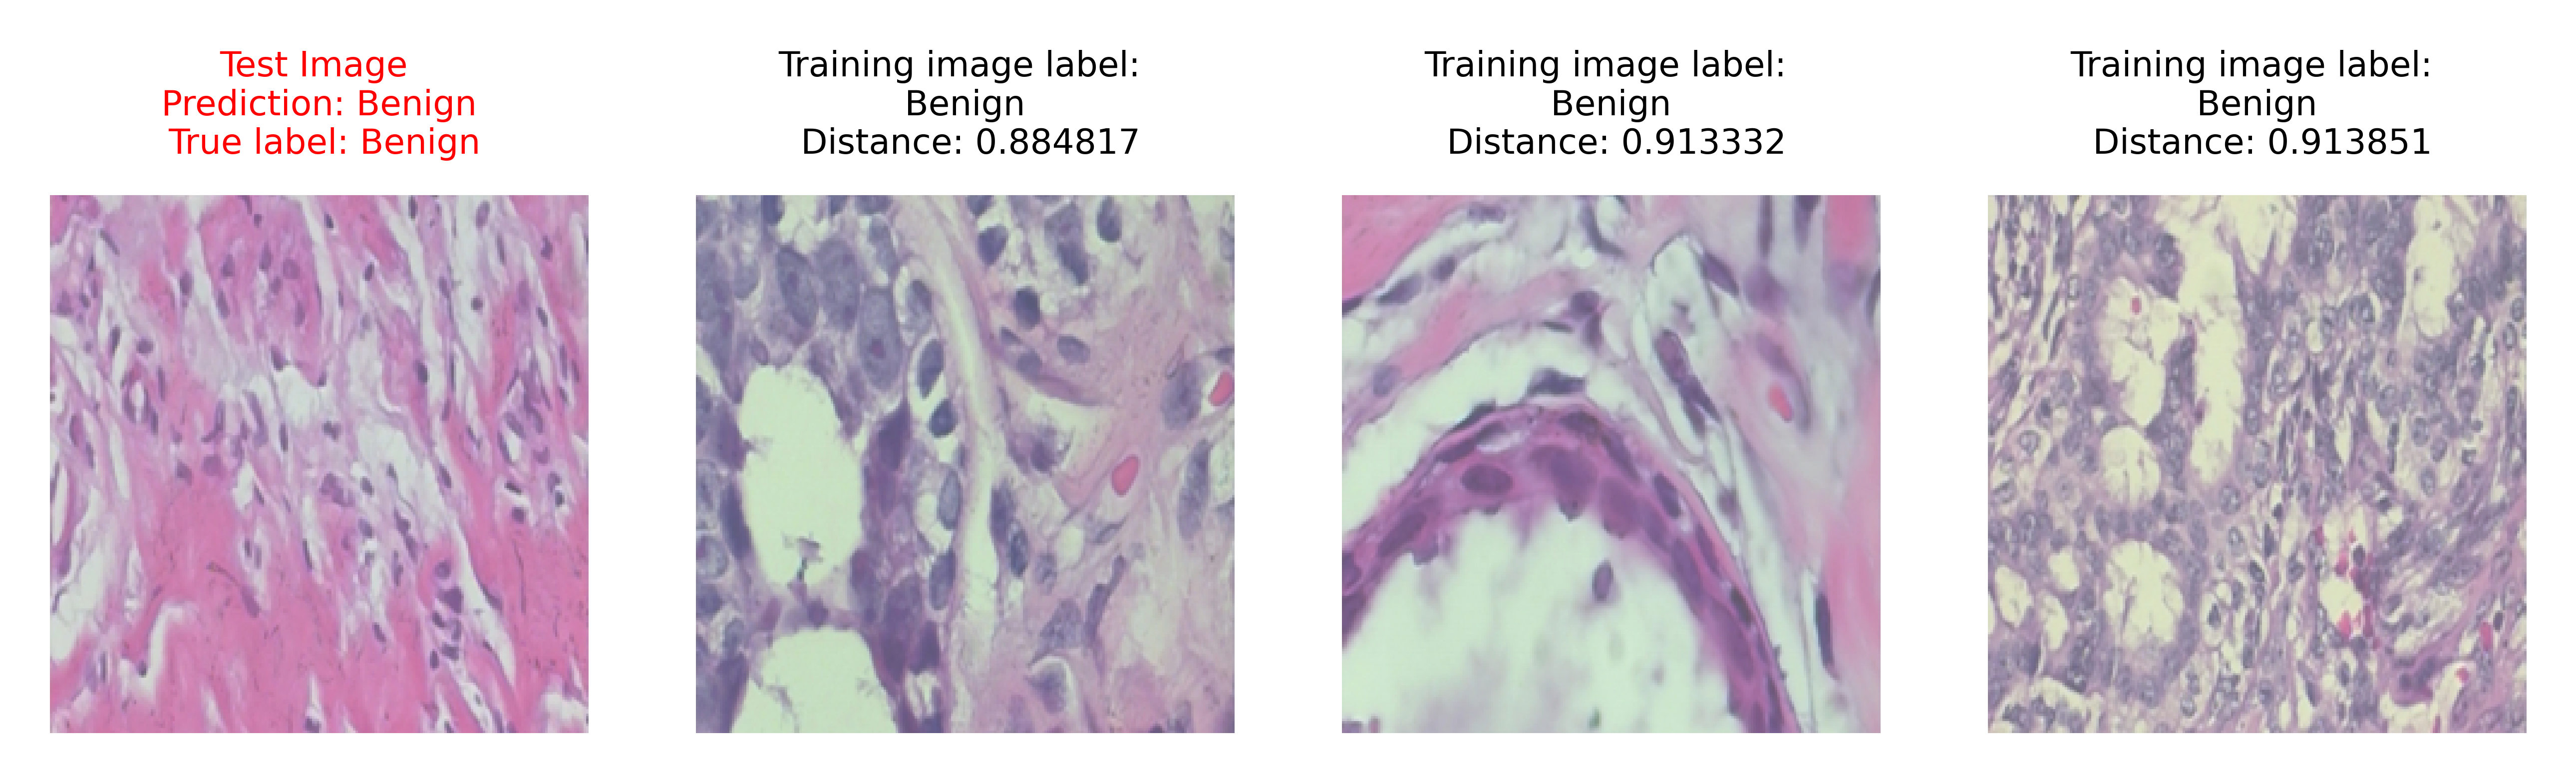 Test Image
Prediction: Benign
True label: Benign
Training image label:
Benign
Distance: 0.884817
Training image label:
Benign
Distance: 0.913332
Training image label:
Benign
Distance: 0.913851